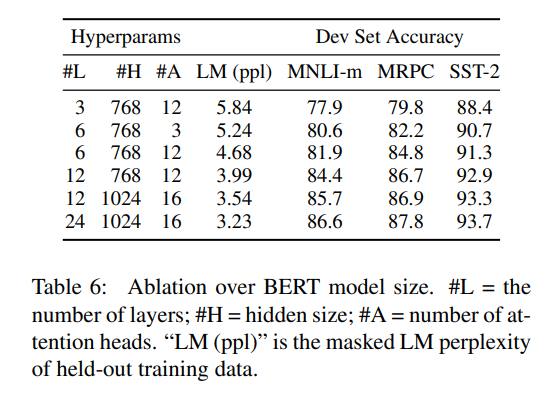 Hyperparams Dev Set Accuracy
#L #H #A LM (ppl) MNLI-m MRPC SST-2
3 768 12 5.84 77.9 79.8 88.4
6 768 3 5.24 80.6 82.2 90.7
6 768 12 4.68 81.9 84.8 91.3
12 768 12 3.99 84.4 86.7 92.9
12 1024 16 3.54 85.7 86.9 93.3
24 1024 16 3.23 86.6 87.8 93.7
Table 6: Ablation over BERT model size. #L = the
number of layers; #H = hidden size; #A = number of at-
tention heads. “LM (ppl)” is the masked LM perplexity
of held-out training data.